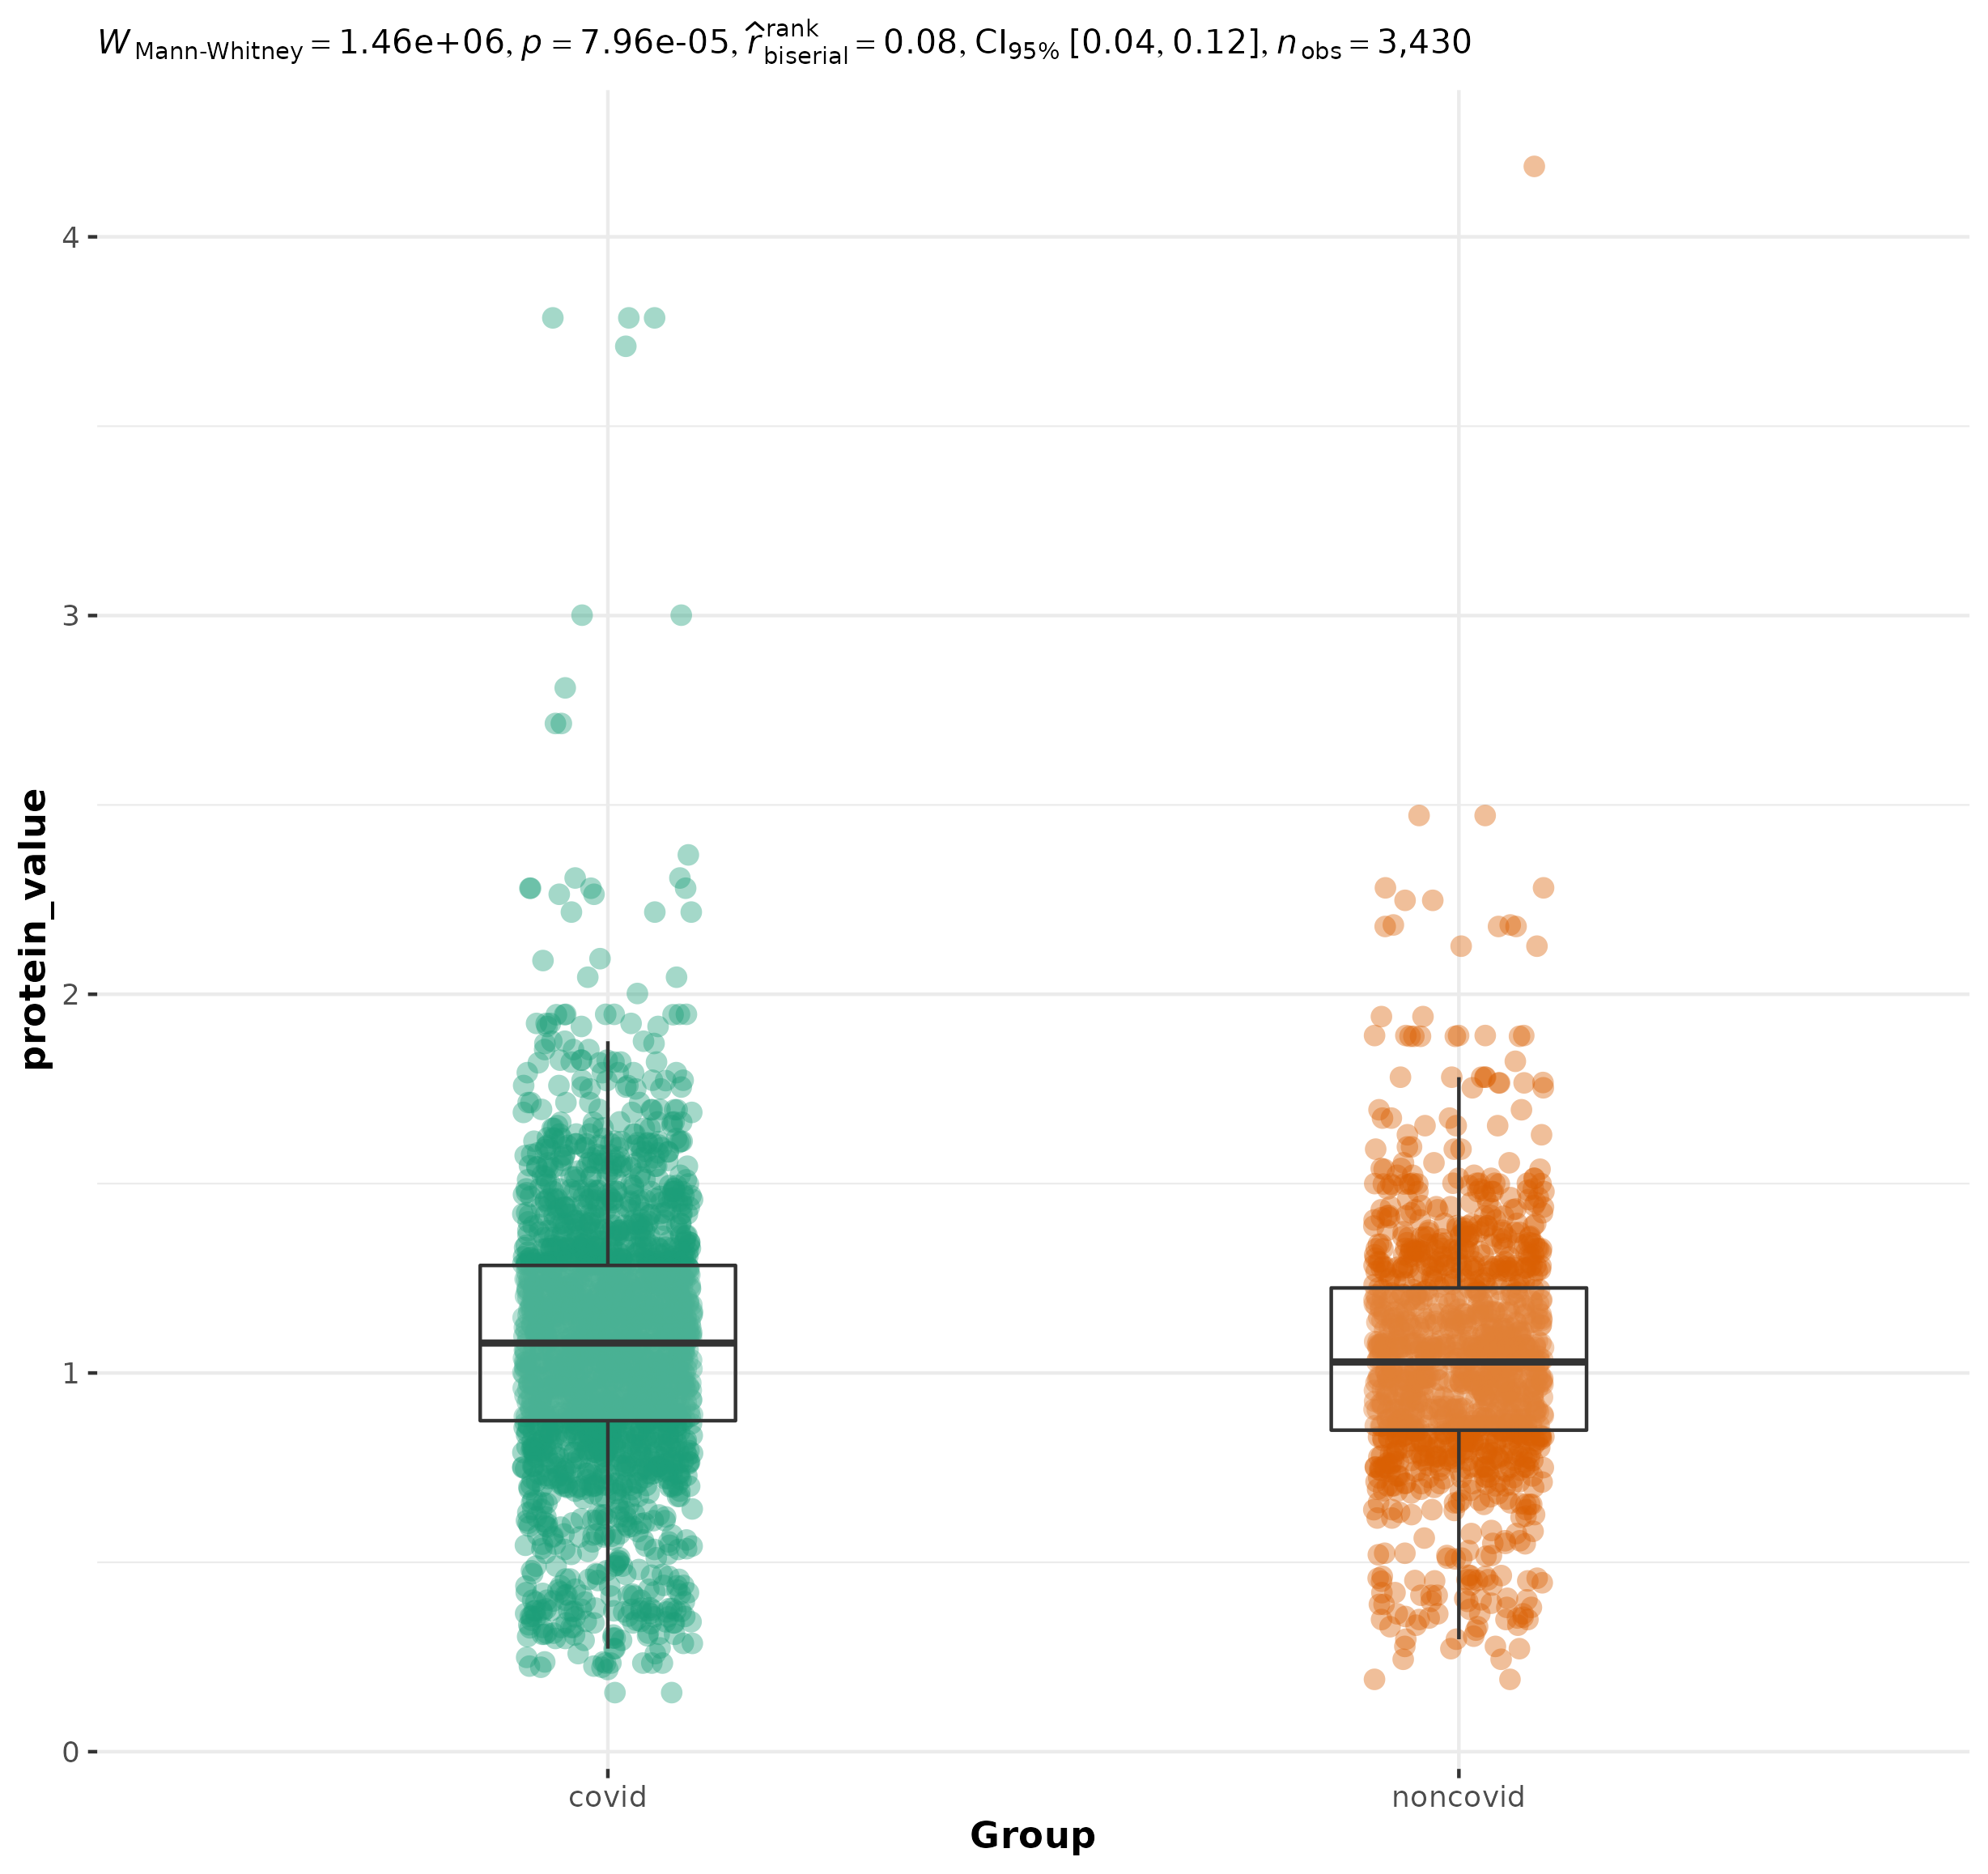 W Mann-Whitney = 1.46e+06, p = 7.96e-05, r̂ rank biserial = 0.08, CI95% [0.04, 0.12], nobs = 3,430
4
3
2
1
0
protein_value
covid noncovid
Group